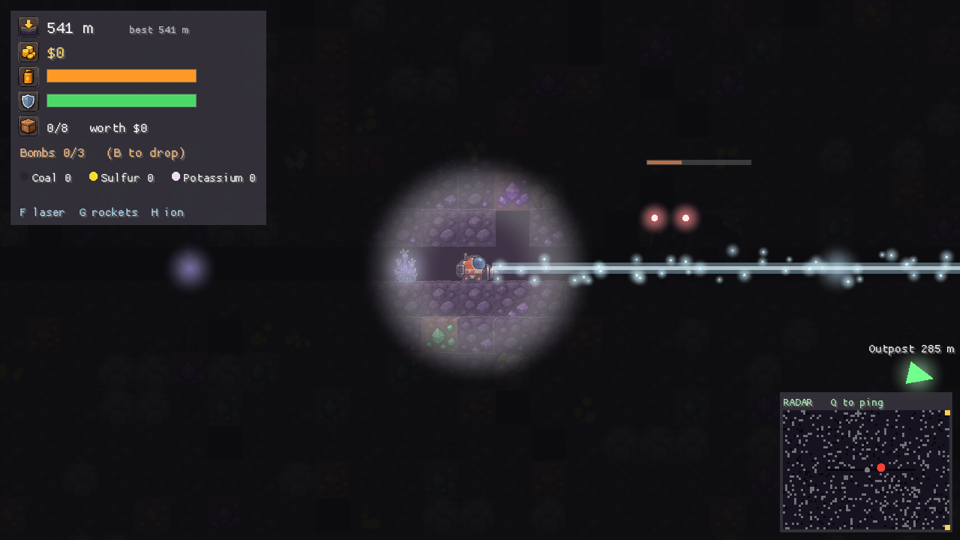 541 m best 541 m
$0
0/8 worth $0
Bombs 0/3 (B to drop)
Coal 0 Sulfur 0 Potassium 0
F laser G rockets H ion
Outpost 285 m
RADAR Q to ping